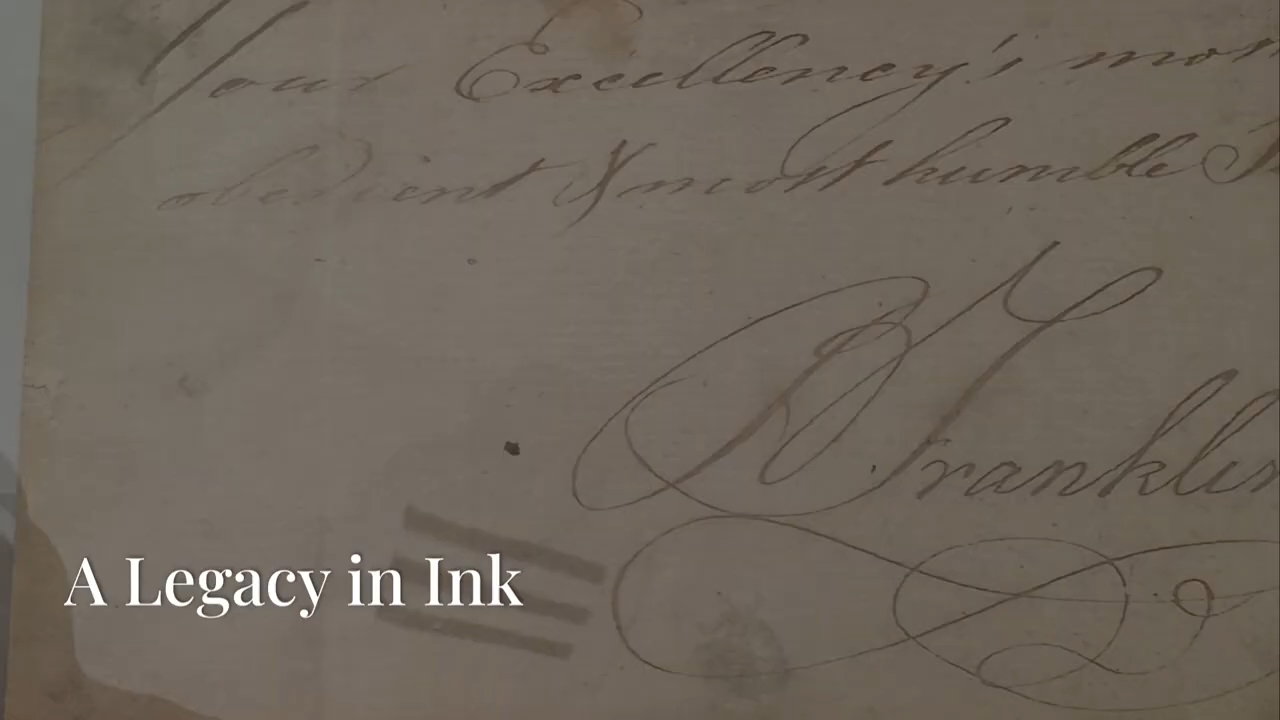 Your Excellency's most
obedient & most humble
B Franklin
A Legacy in Ink